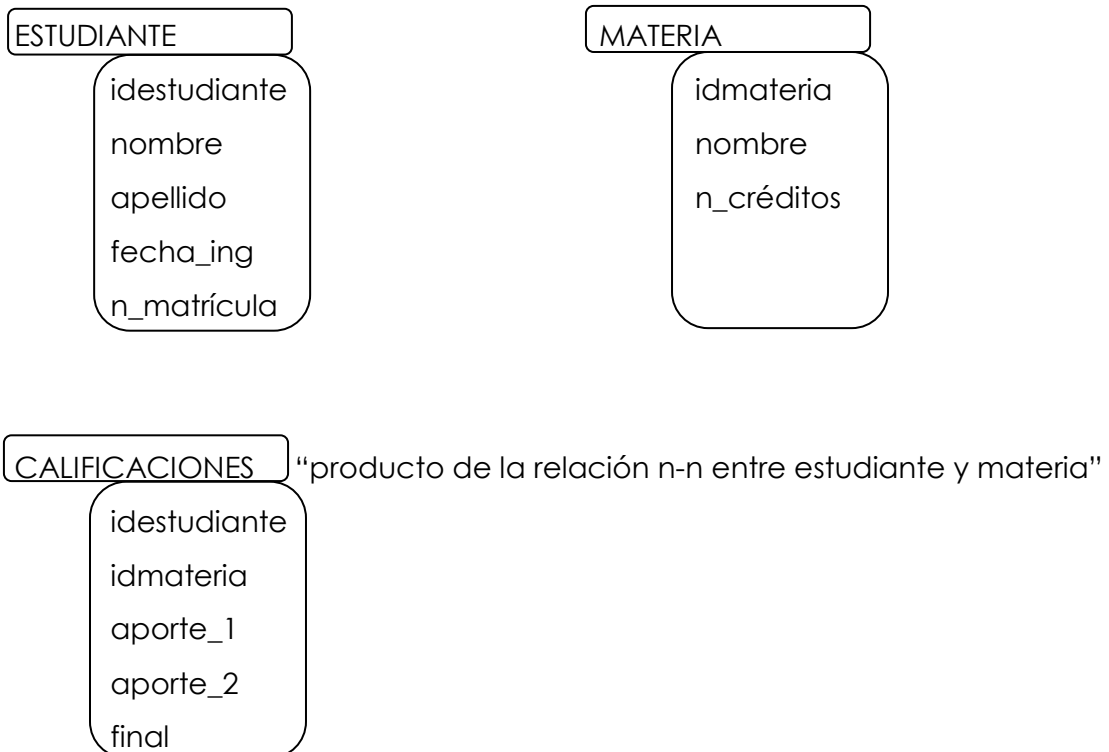 ESTUDIANTE
MATERIA
idestudiante
nombre
apellido
fecha_ing
n_matrícula
idmateria
nombre
n_créditos
CALIFICACIONES "producto de la relación n-n entre estudiante y materia"
idestudiante
idmateria
aporte_1
aporte_2
final